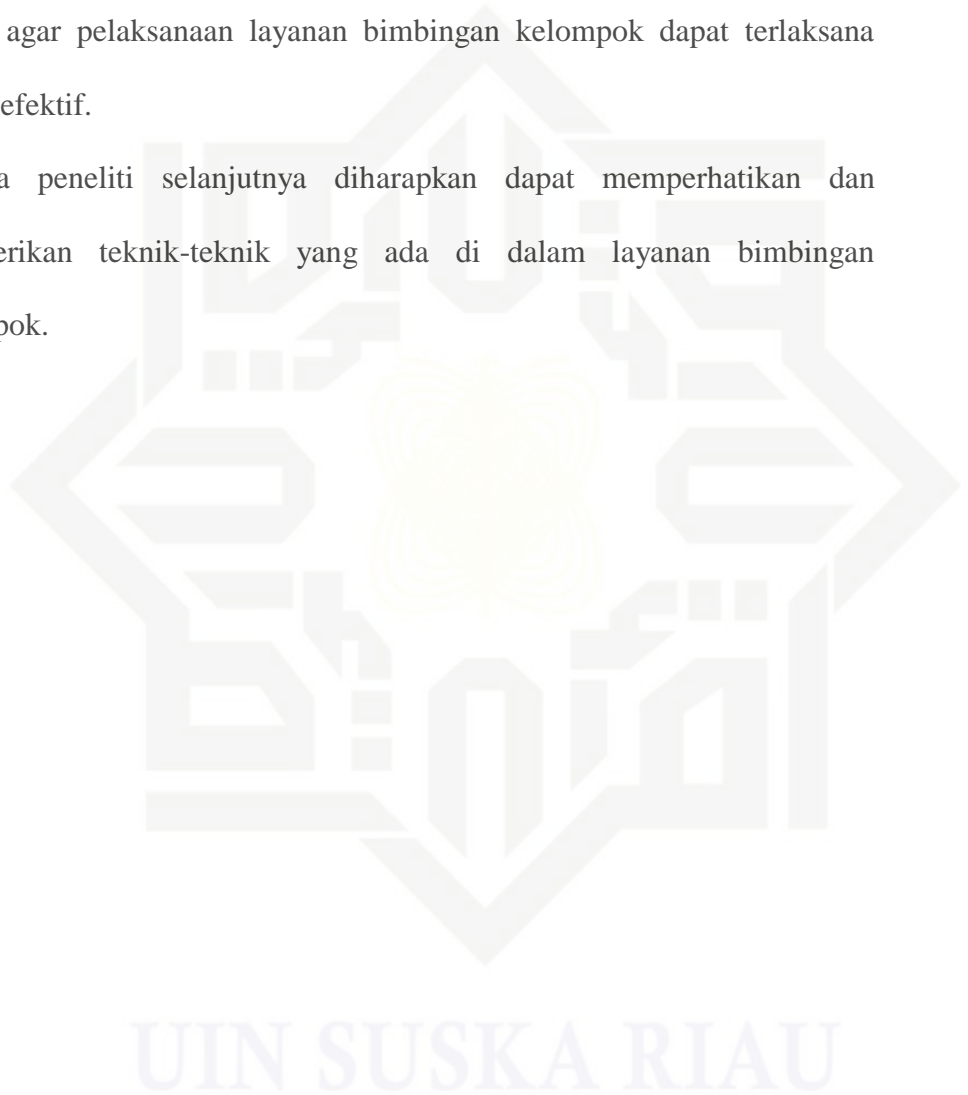 agar pelaksanaan layanan bimbingan kelompok dapat terlaksana
efektif.
a peneliti selanjutnya diharapkan dapat memperhatikan dan
erikan teknik-teknik yang ada di dalam layanan bimbingan
pok.
UIN SUSKA RIAU